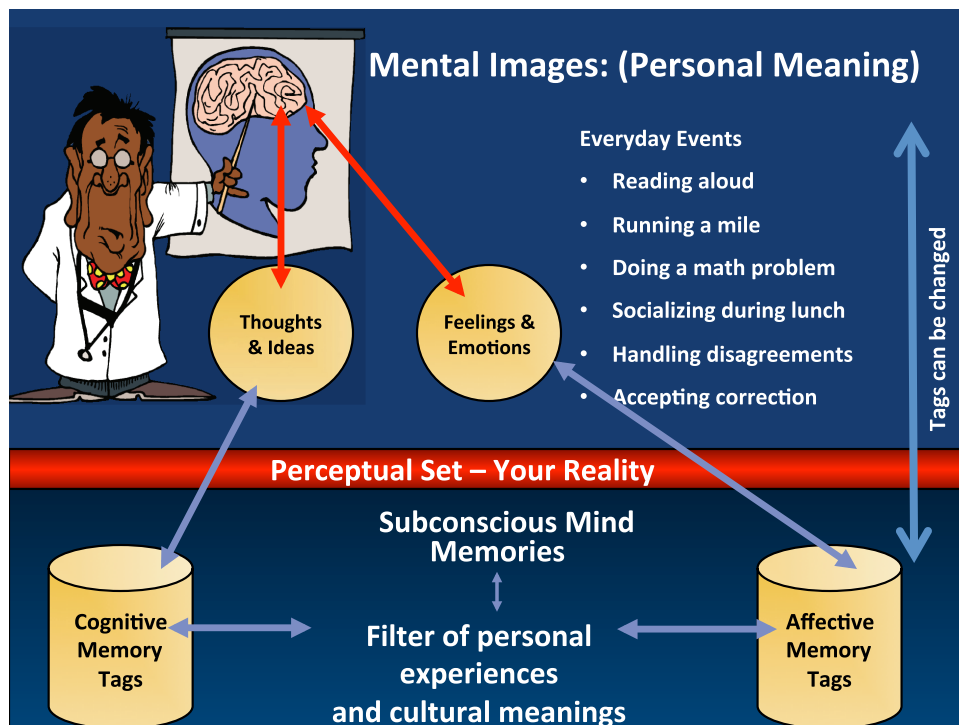 Mental Images: (Personal Meaning)
Everyday Events
• Reading aloud
• Running a mile
• Doing a math problem
• Socializing during lunch
• Handling disagreements
• Accepting correction
Tags can be changed
Thoughts
& Ideas
Feelings &
Emotions
Perceptual Set – Your Reality
Subconscious Mind
Memories
Cognitive
Memory
Tags
Filter of personal
experiences
and cultural meanings
Affective
Memory
Tags